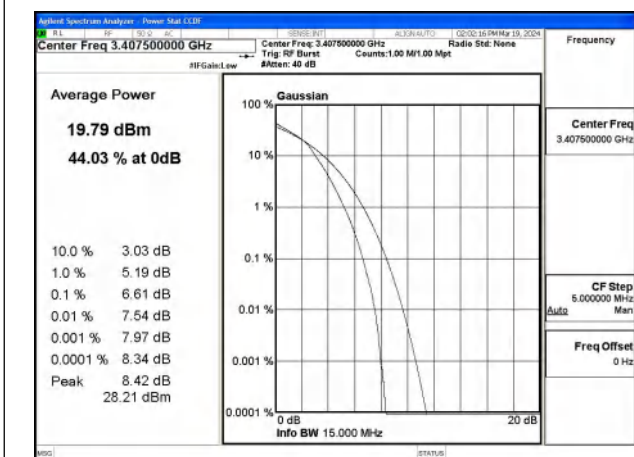 Agilent Spectrum Analyzer - Power Stat CCDF
RL RF 50 Ω AC SENSE:INT ALIGNAUTO 02:02:16 PM Mar 19, 2024
Center Freq 3.407500000 GHz
Center Freq: 3.407500000 GHz Radio Std: None
Trig: RF Burst Counts:1.00 M/1.00 Mpt
#IFGain:Low #Atten: 40 dB
Frequency
Average Power
19.79 dBm
44.03 % at 0dB
10.0 % 3.03 dB
1.0 % 5.19 dB
0.1 % 6.61 dB
0.01 % 7.54 dB
0.001 % 7.97 dB
0.0001 % 8.34 dB
Peak 8.42 dB
28.21 dBm
Gaussian
100 %
10 %
1 %
0.1 %
0.01 %
0.001 %
0.0001 %
0 dB 20 dB
Info BW 15.000 MHz
Center Freq
3.407500000 GHz
CF Step
5.000000 MHz
Auto Man
Freq Offset
0 Hz
MSG STATUS